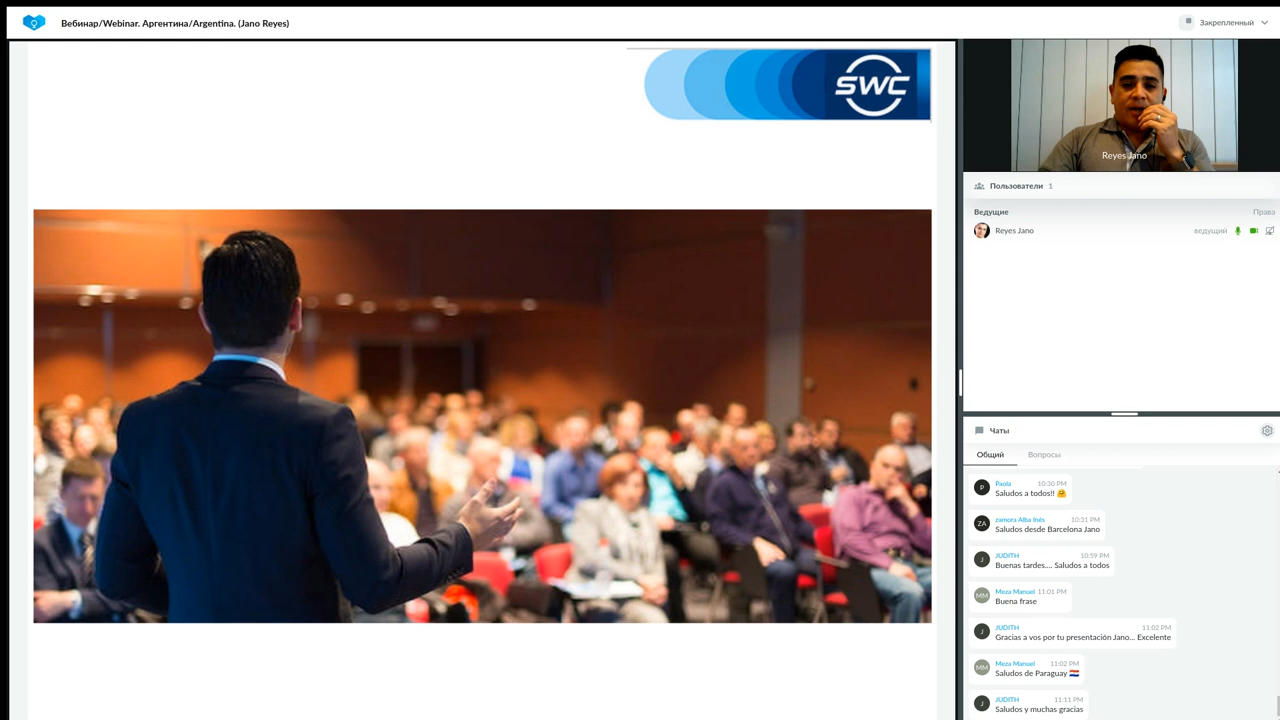 Вебинар/Webinar. Аргентина/Argentina. (Jano Reyes)
Закрепленный
SWC
Reyes Jano
Пользователи 1
Ведущие Права
Reyes Jano ведущий
Чаты
Общий Вопросы
P Paola 10:30 PM
Saludos a todos!! 🤗
ZA zamora Alba Inés 10:31 PM
Saludos desde Barcelona Jano
J JUDITH 10:59 PM
Buenas tardes.... Saludos a todos
MM Meza Manuel 11:01 PM
Buena frase
J JUDITH 11:02 PM
Gracias a vos por tu presentación Jano... Excelente
MM Meza Manuel 11:02 PM
Saludos de Paraguay 🇵🇾
J JUDITH 11:11 PM
Saludos y muchas gracias